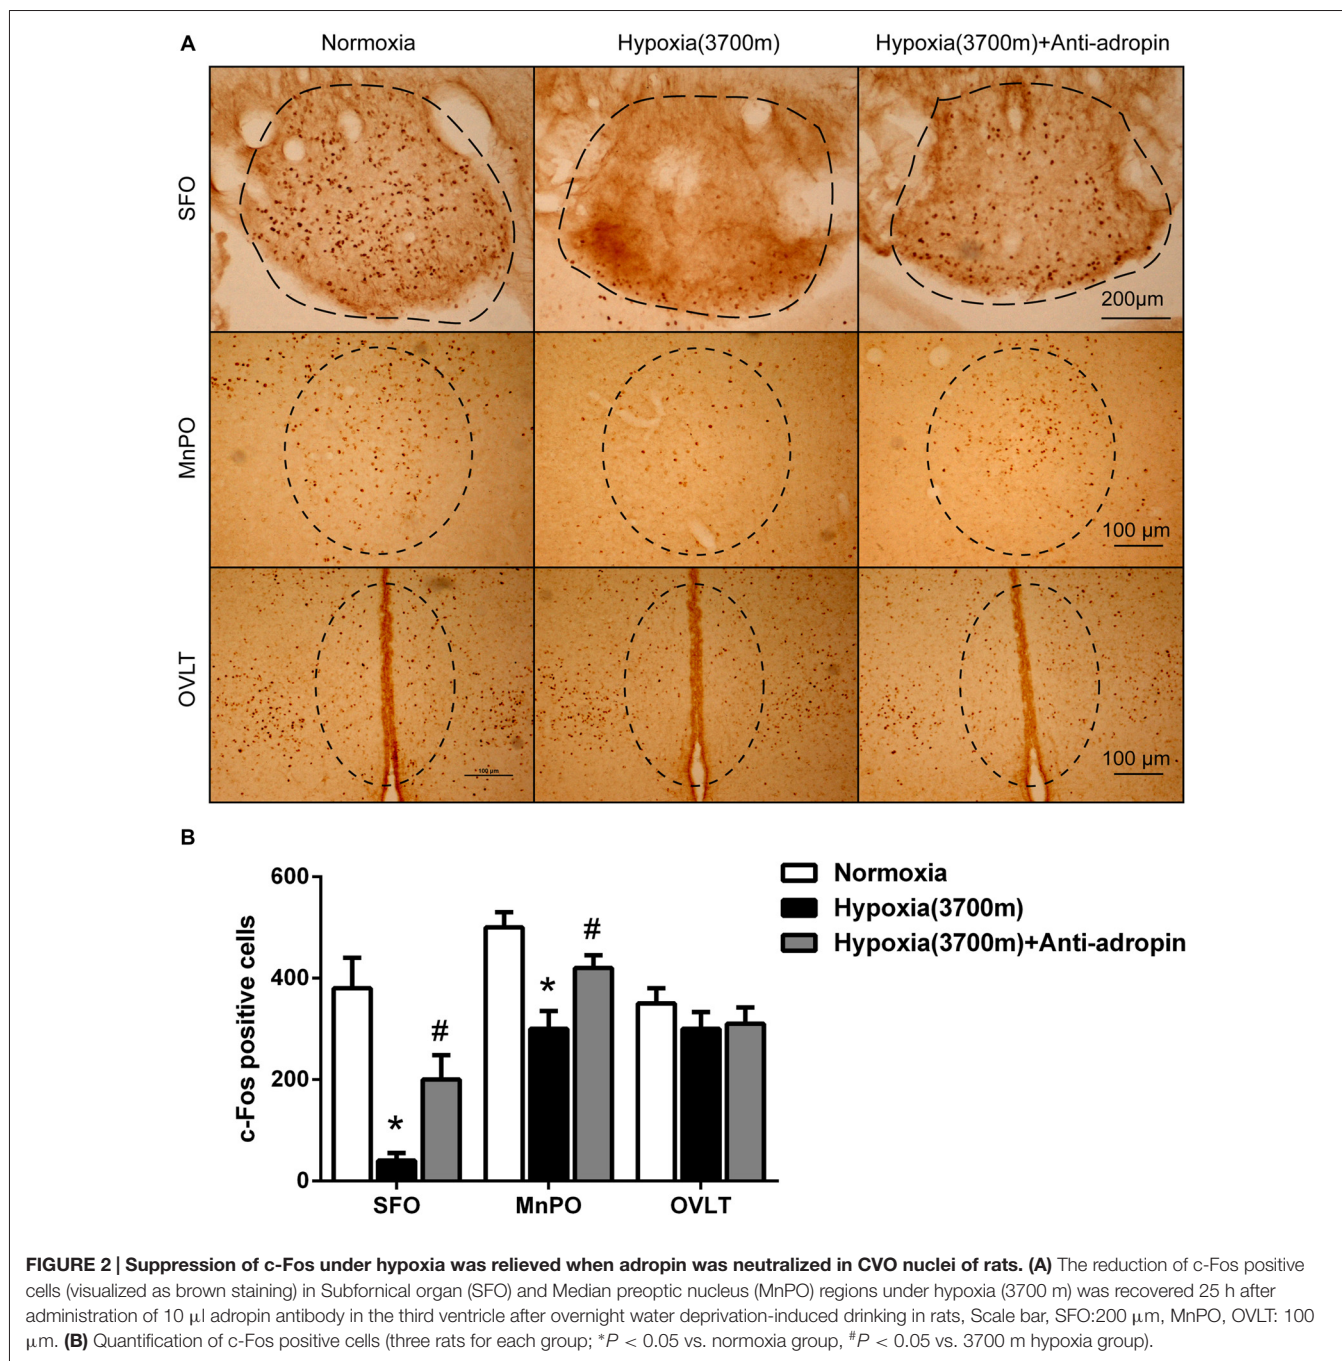 A
Normoxia
Hypoxia(3700m)
Hypoxia(3700m)+Anti-adropin
SFO
200μm
MnPO
100 μm
OVLT
100 μm
100 μm
B
600
400
200
0
c-Fos positive cells
Normoxia
Hypoxia(3700m)
Hypoxia(3700m)+Anti-adropin
*
#
*
#
SFO
MnPO
OVLT
FIGURE 2 | Suppression of c-Fos under hypoxia was relieved when adropin was neutralized in CVO nuclei of rats. (A) The reduction of c-Fos positive
cells (visualized as brown staining) in Subfornical organ (SFO) and Median preoptic nucleus (MnPO) regions under hypoxia (3700 m) was recovered 25 h after
administration of 10 μl adropin antibody in the third ventricle after overnight water deprivation-induced drinking in rats, Scale bar, SFO:200 μm, MnPO, OVLT: 100
μm. (B) Quantification of c-Fos positive cells (three rats for each group; *P < 0.05 vs. normoxia group, #P < 0.05 vs. 3700 m hypoxia group).